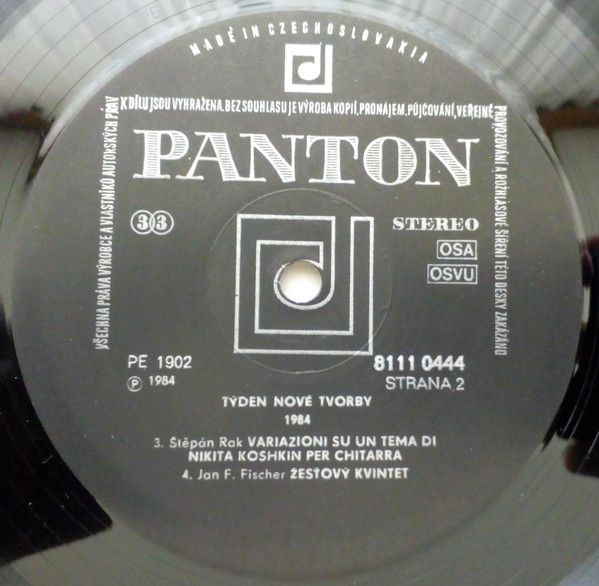 MADE IN CZECHOSLOVAKIA
VŠECHNA PRÁVA VÝROBCE A VLASTNÍKŮ AUTORSKÝCH PRÁV
K DÍLU JSOU VYHRAŽENA. BEZ SOUHLASU JE VÝROBA KOPIÍ, PRONÁJEM, PŮJČOVÁNÍ, VEŘEJNÉ
PROVOZOVÁNÍ A ROZHLASOVÉ ŠÍŘENÍ TÉTO DESKY ZAKÁZÁNO
PANTON
33
STEREO
OSA
OSVU
PE 1902
8111 0444
Ⓟ 1984
STRANA 2
TÝDEN NOVÉ TVORBY
1984
3. Štěpán Rak VARIAZIONI SU UN TEMA DI
NIKITA KOSHKIN PER CHITARRA
4. Jan F. Fischer ŽESŤOVÝ KVINTET